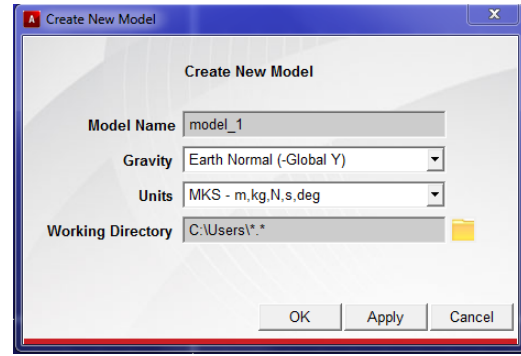 A Create New Model x
Create New Model
Model Name model_1
Gravity Earth Normal (-Global Y)
Units MKS - m,kg,N,s,deg
Working Directory C:\Users\*.*
OK Apply Cancel